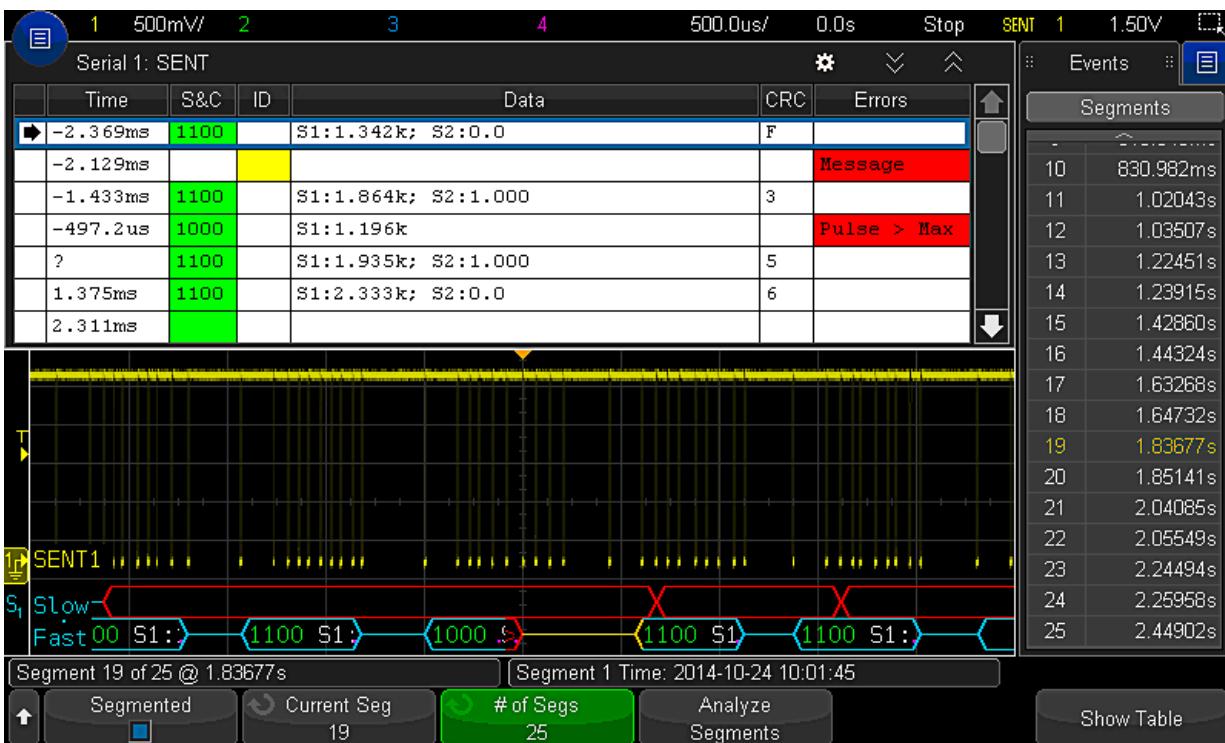 1 500mV/ 2 3 4 500.0us/ 0.0s Stop SENT 1 1.50V
Serial 1: SENT
Time S&C ID Data CRC Errors
-2.369ms 1100 S1:1.342k; S2:0.0 F
-2.129ms Message
-1.433ms 1100 S1:1.864k; S2:1.000 3
-497.2us 1000 S1:1.196k Pulse > Max
? 1100 S1:1.935k; S2:1.000 5
1.375ms 1100 S1:2.333k; S2:0.0 6
2.311ms
Events
Segments
10 830.982ms
11 1.02043s
12 1.03507s
13 1.22451s
14 1.23915s
15 1.42860s
16 1.44324s
17 1.63268s
18 1.64732s
19 1.83677s
20 1.85141s
21 2.04085s
22 2.05549s
23 2.24494s
24 2.25958s
25 2.44902s
T
1 SENT1
S1 Slow
Fast 00 S1: 1100 S1: 1000 S 1100 S1 1100 S1:
Segment 19 of 25 @ 1.83677s
Segment 1 Time: 2014-10-24 10:01:45
Segmented
Current Seg
19
# of Segs
25
Analyze
Segments
Show Table